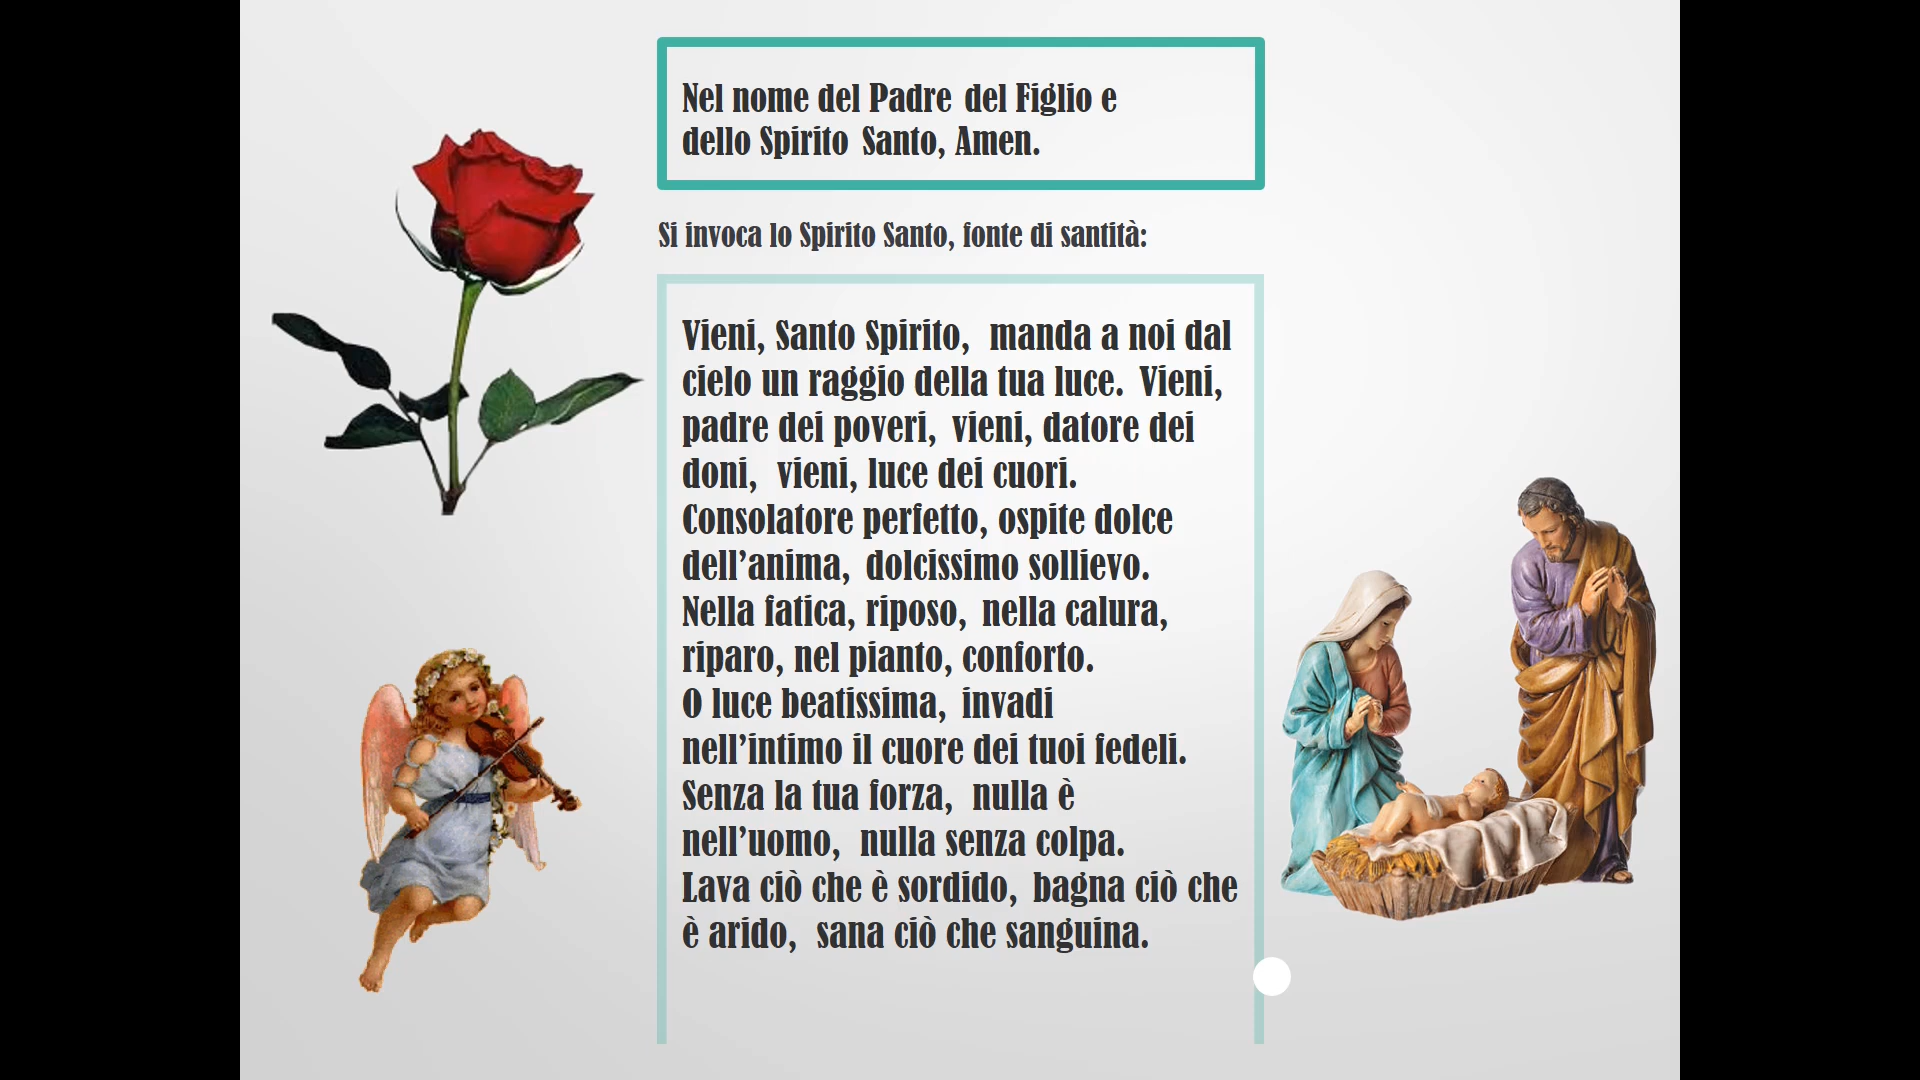 Nel nome del Padre del Figlio e
dello Spirito Santo, Amen.
Si invoca lo Spirito Santo, fonte di santità:
Vieni, Santo Spirito, manda a noi dal
cielo un raggio della tua luce. Vieni,
padre dei poveri, vieni, datore dei
doni, vieni, luce dei cuori.
Consolatore perfetto, ospite dolce
dell’anima, dolcissimo sollievo.
Nella fatica, riposo, nella calura,
riparo, nel pianto, conforto.
O luce beatissima, invadi
nell’intimo il cuore dei tuoi fedeli.
Senza la tua forza, nulla è
nell’uomo, nulla senza colpa.
Lava ciò che è sordido, bagna ciò che
è arido, sana ciò che sanguina.